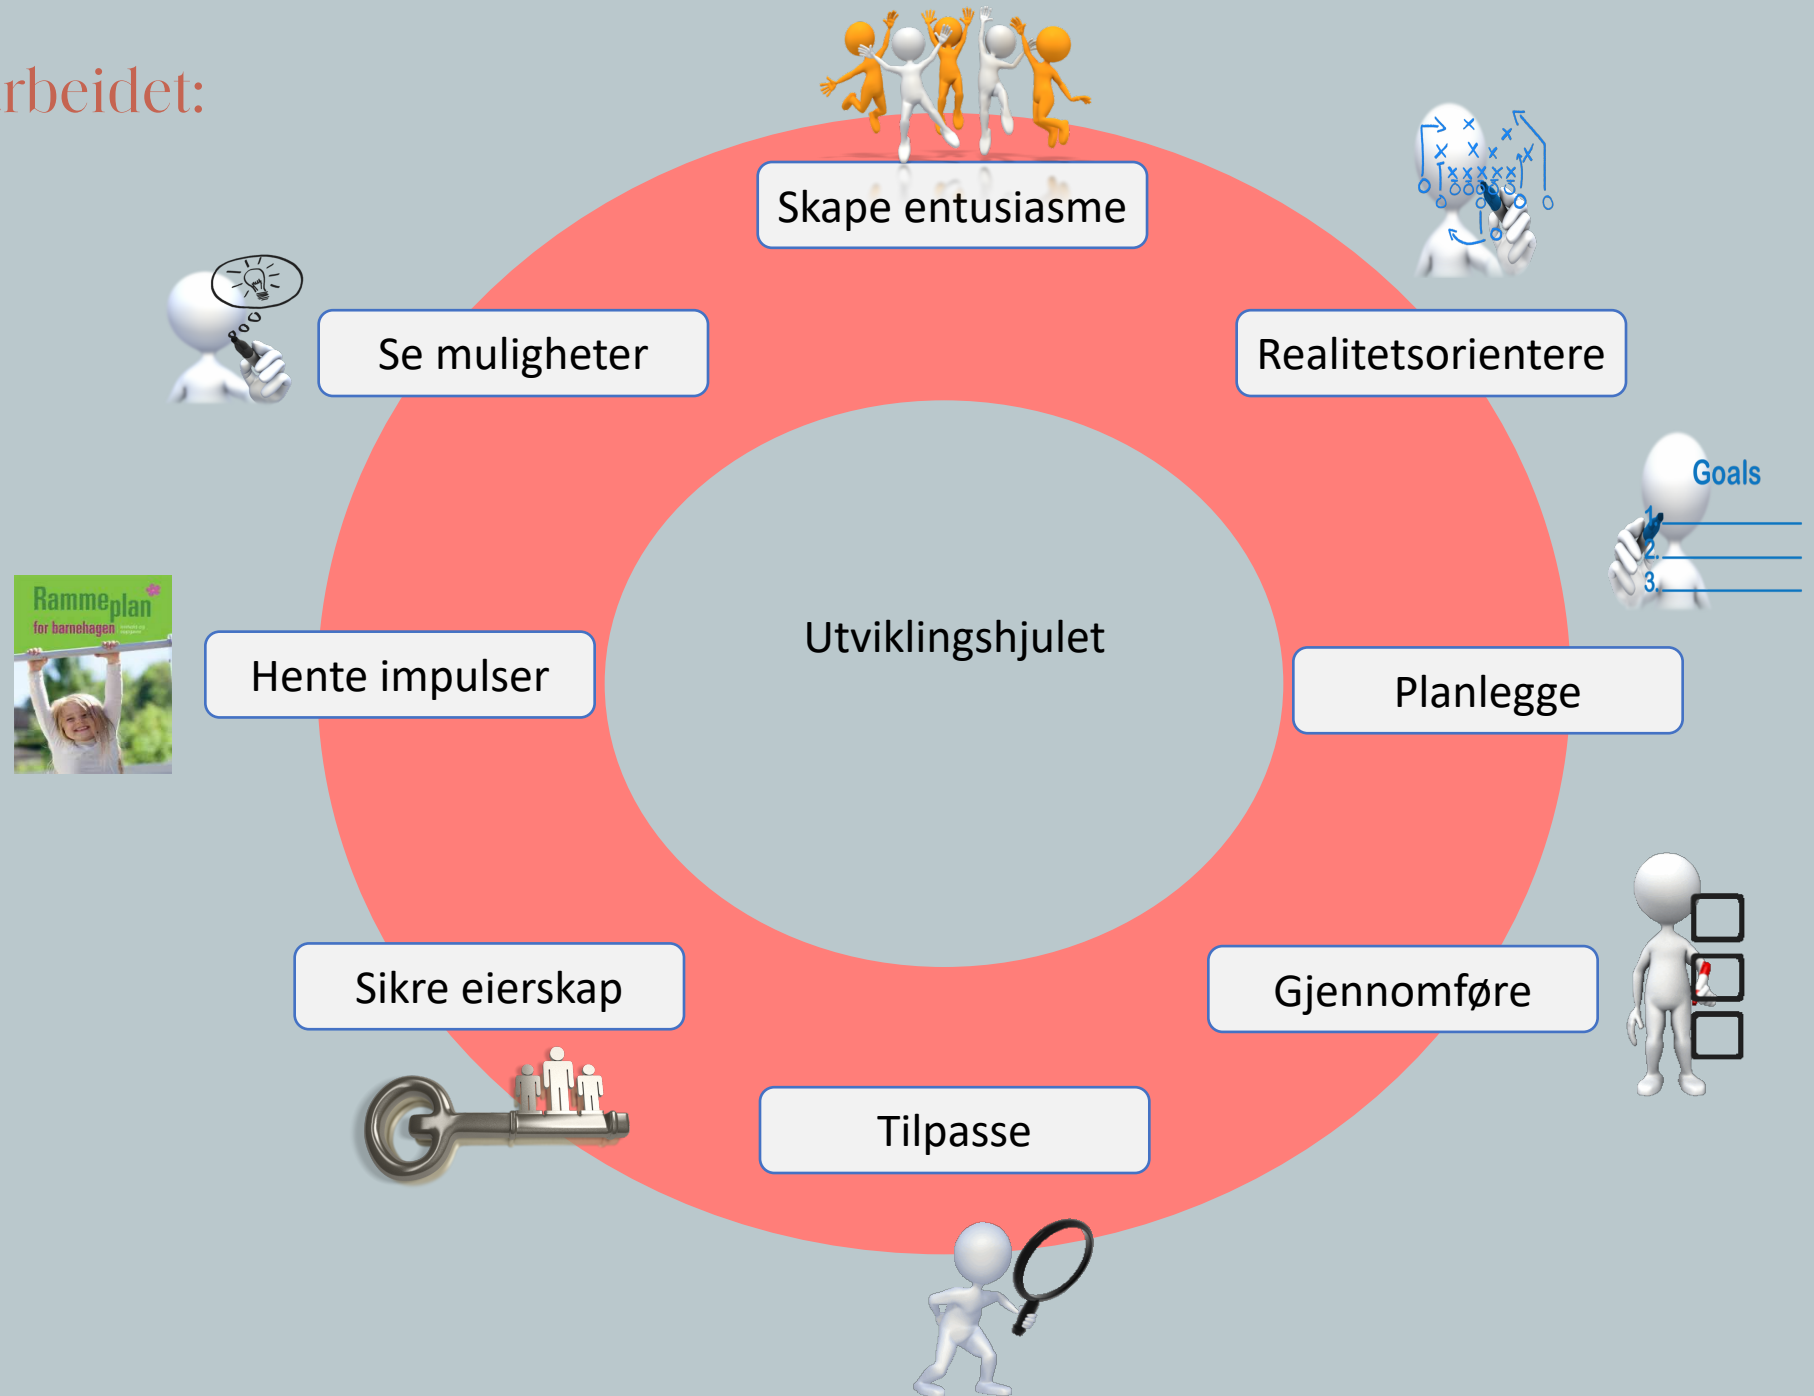 rbeidet:
Skape entusiasme
Se muligheter
Realitetsorientere
Goals
1.
2.
3.
Rammeplan
for barnehagen
Hente impulser
Utviklingshjulet
Planlegge
Sikre eierskap
Gjennomføre
Tilpasse